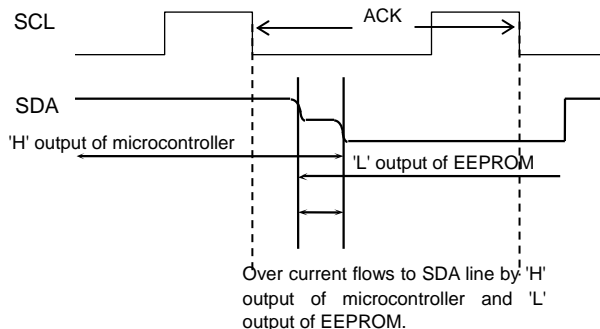 SCL
ACK
SDA
'H' output of microcontroller
'L' output of EEPROM
Over current flows to SDA line by 'H'
output of microcontroller and 'L'
output of EEPROM.